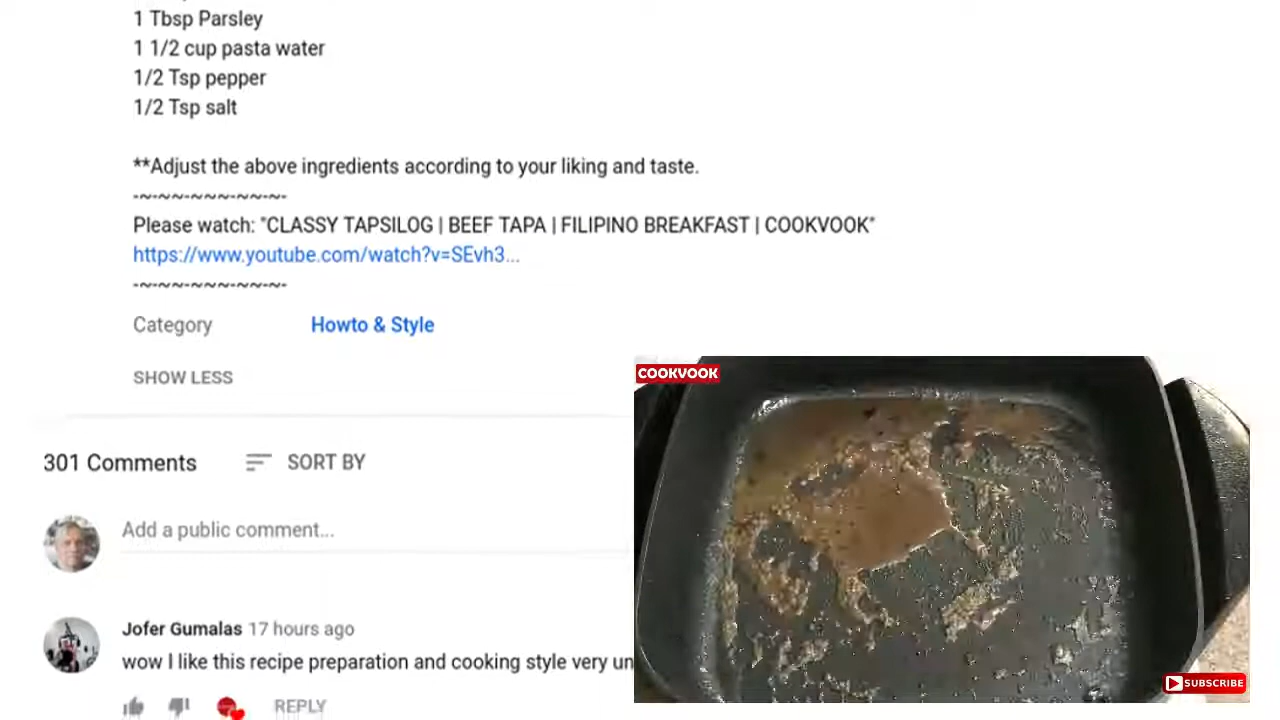 1 Tbsp Parsley
1 1/2 cup pasta water
1/2 Tsp pepper
1/2 Tsp salt
**Adjust the above ingredients according to your liking and taste.
-~-~~-~~~-~~-~-
Please watch: "CLASSY TAPSILOG | BEEF TAPA | FILIPINO BREAKFAST | COOKVOOK"
https://www.youtube.com/watch?v=SEvh3...
-~-~~-~~~-~~-~-
Category Howto & Style
SHOW LESS
COOKVOOK
301 Comments SORT BY
Add a public comment...
Jofer Gumalas 17 hours ago
wow I like this recipe preparation and cooking style very un
SUBSCRIBE
REPLY